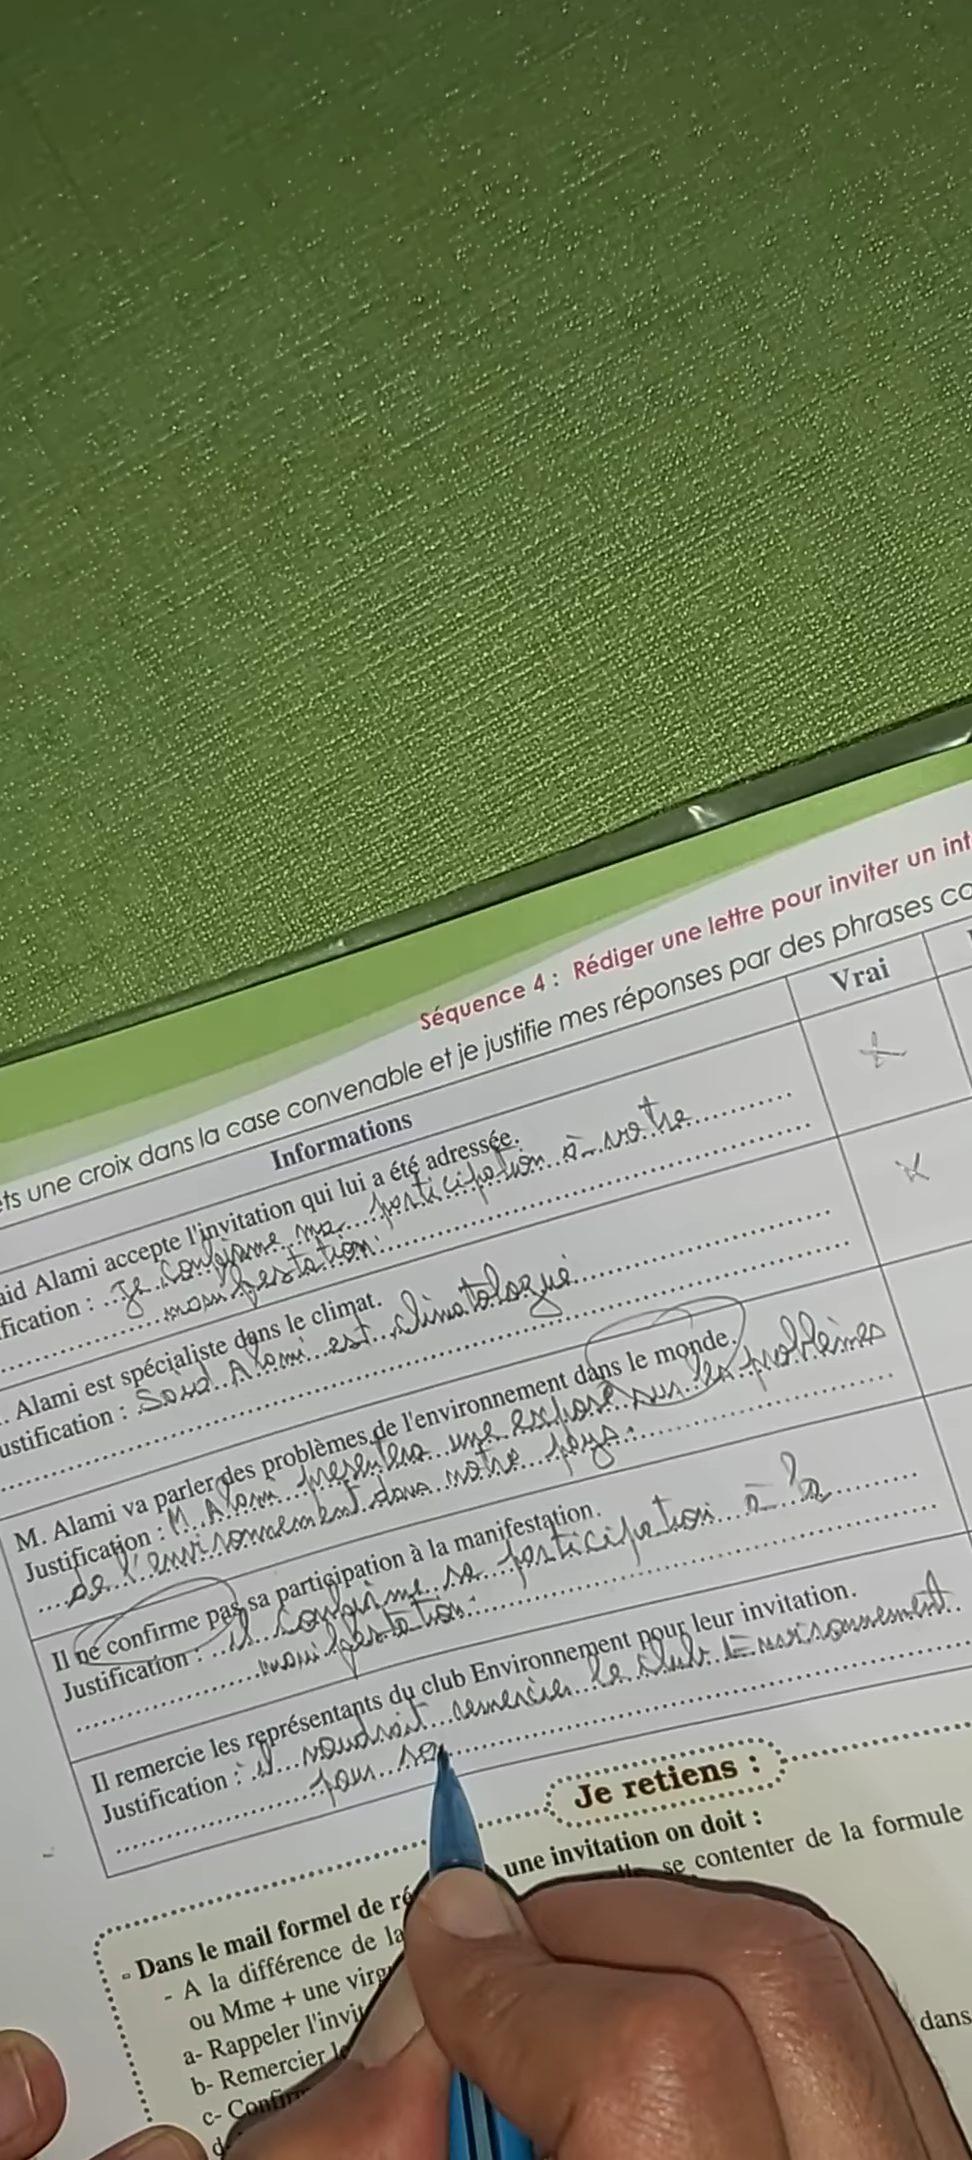 Séquence 4 : Rédiger une lettre pour inviter un int
ts une croix dans la case convenable et je justifie mes réponses par des phrases co
Informations
Vrai
aid Alami accepte l'invitation qui lui a été adressée.
fication : Je confirme ma participation à votre
manifestation.
. Alami est spécialiste dans le climat.
ustification : Said Alami est climatologue
M. Alami va parler des problèmes de l'environnement dans le monde.
Justification : M. Alami présentera une exposé sur les problèmes
de l'environnement dans notre pays.
Il ne confirme pas sa participation à la manifestation.
Justification : il confirme sa participation à la
manifestation.
Il remercie les représentants du club Environnement pour leur invitation.
Justification : il voudrait remercier le club Environnement
pour son
Je retiens :
- Dans le mail formel de ré une invitation on doit :
- A la différence de la se contenter de la formule
ou Mme + une virg
a- Rappeler l'invit
b- Remercier
c- Confir
d-
dans